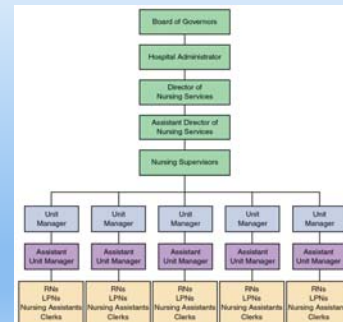 Board of Governors
Hospital Administrator
Director of
Nursing Services
Assistant Director of
Nursing Services
Nursing Supervisors
Unit
Manager
Unit
Manager
Unit
Manager
Unit
Manager
Unit
Manager
Assistant
Unit Manager
Assistant
Unit Manager
Assistant
Unit Manager
Assistant
Unit Manager
Assistant
Unit Manager
RNs
LPNs
Nursing Assistants
Clerks
RNs
LPNs
Nursing Assistants
Clerks
RNs
LPNs
Nursing Assistants
Clerks
RNs
LPNs
Nursing Assistants
Clerks
RNs
LPNs
Nursing Assistants
Clerks